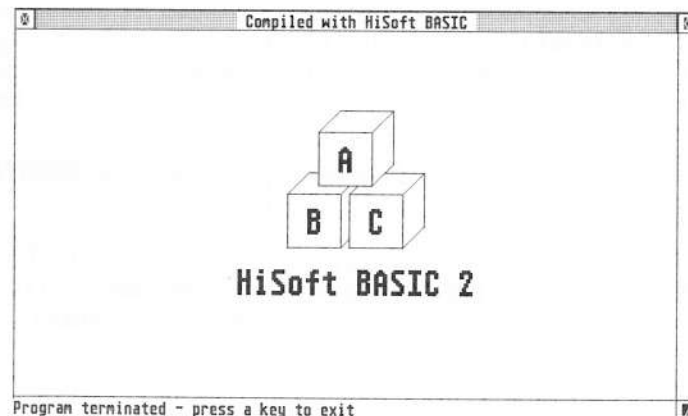 Compiled with HiSoft BASIC
A
B C
HiSoft BASIC 2
Program terminated - press a key to exit